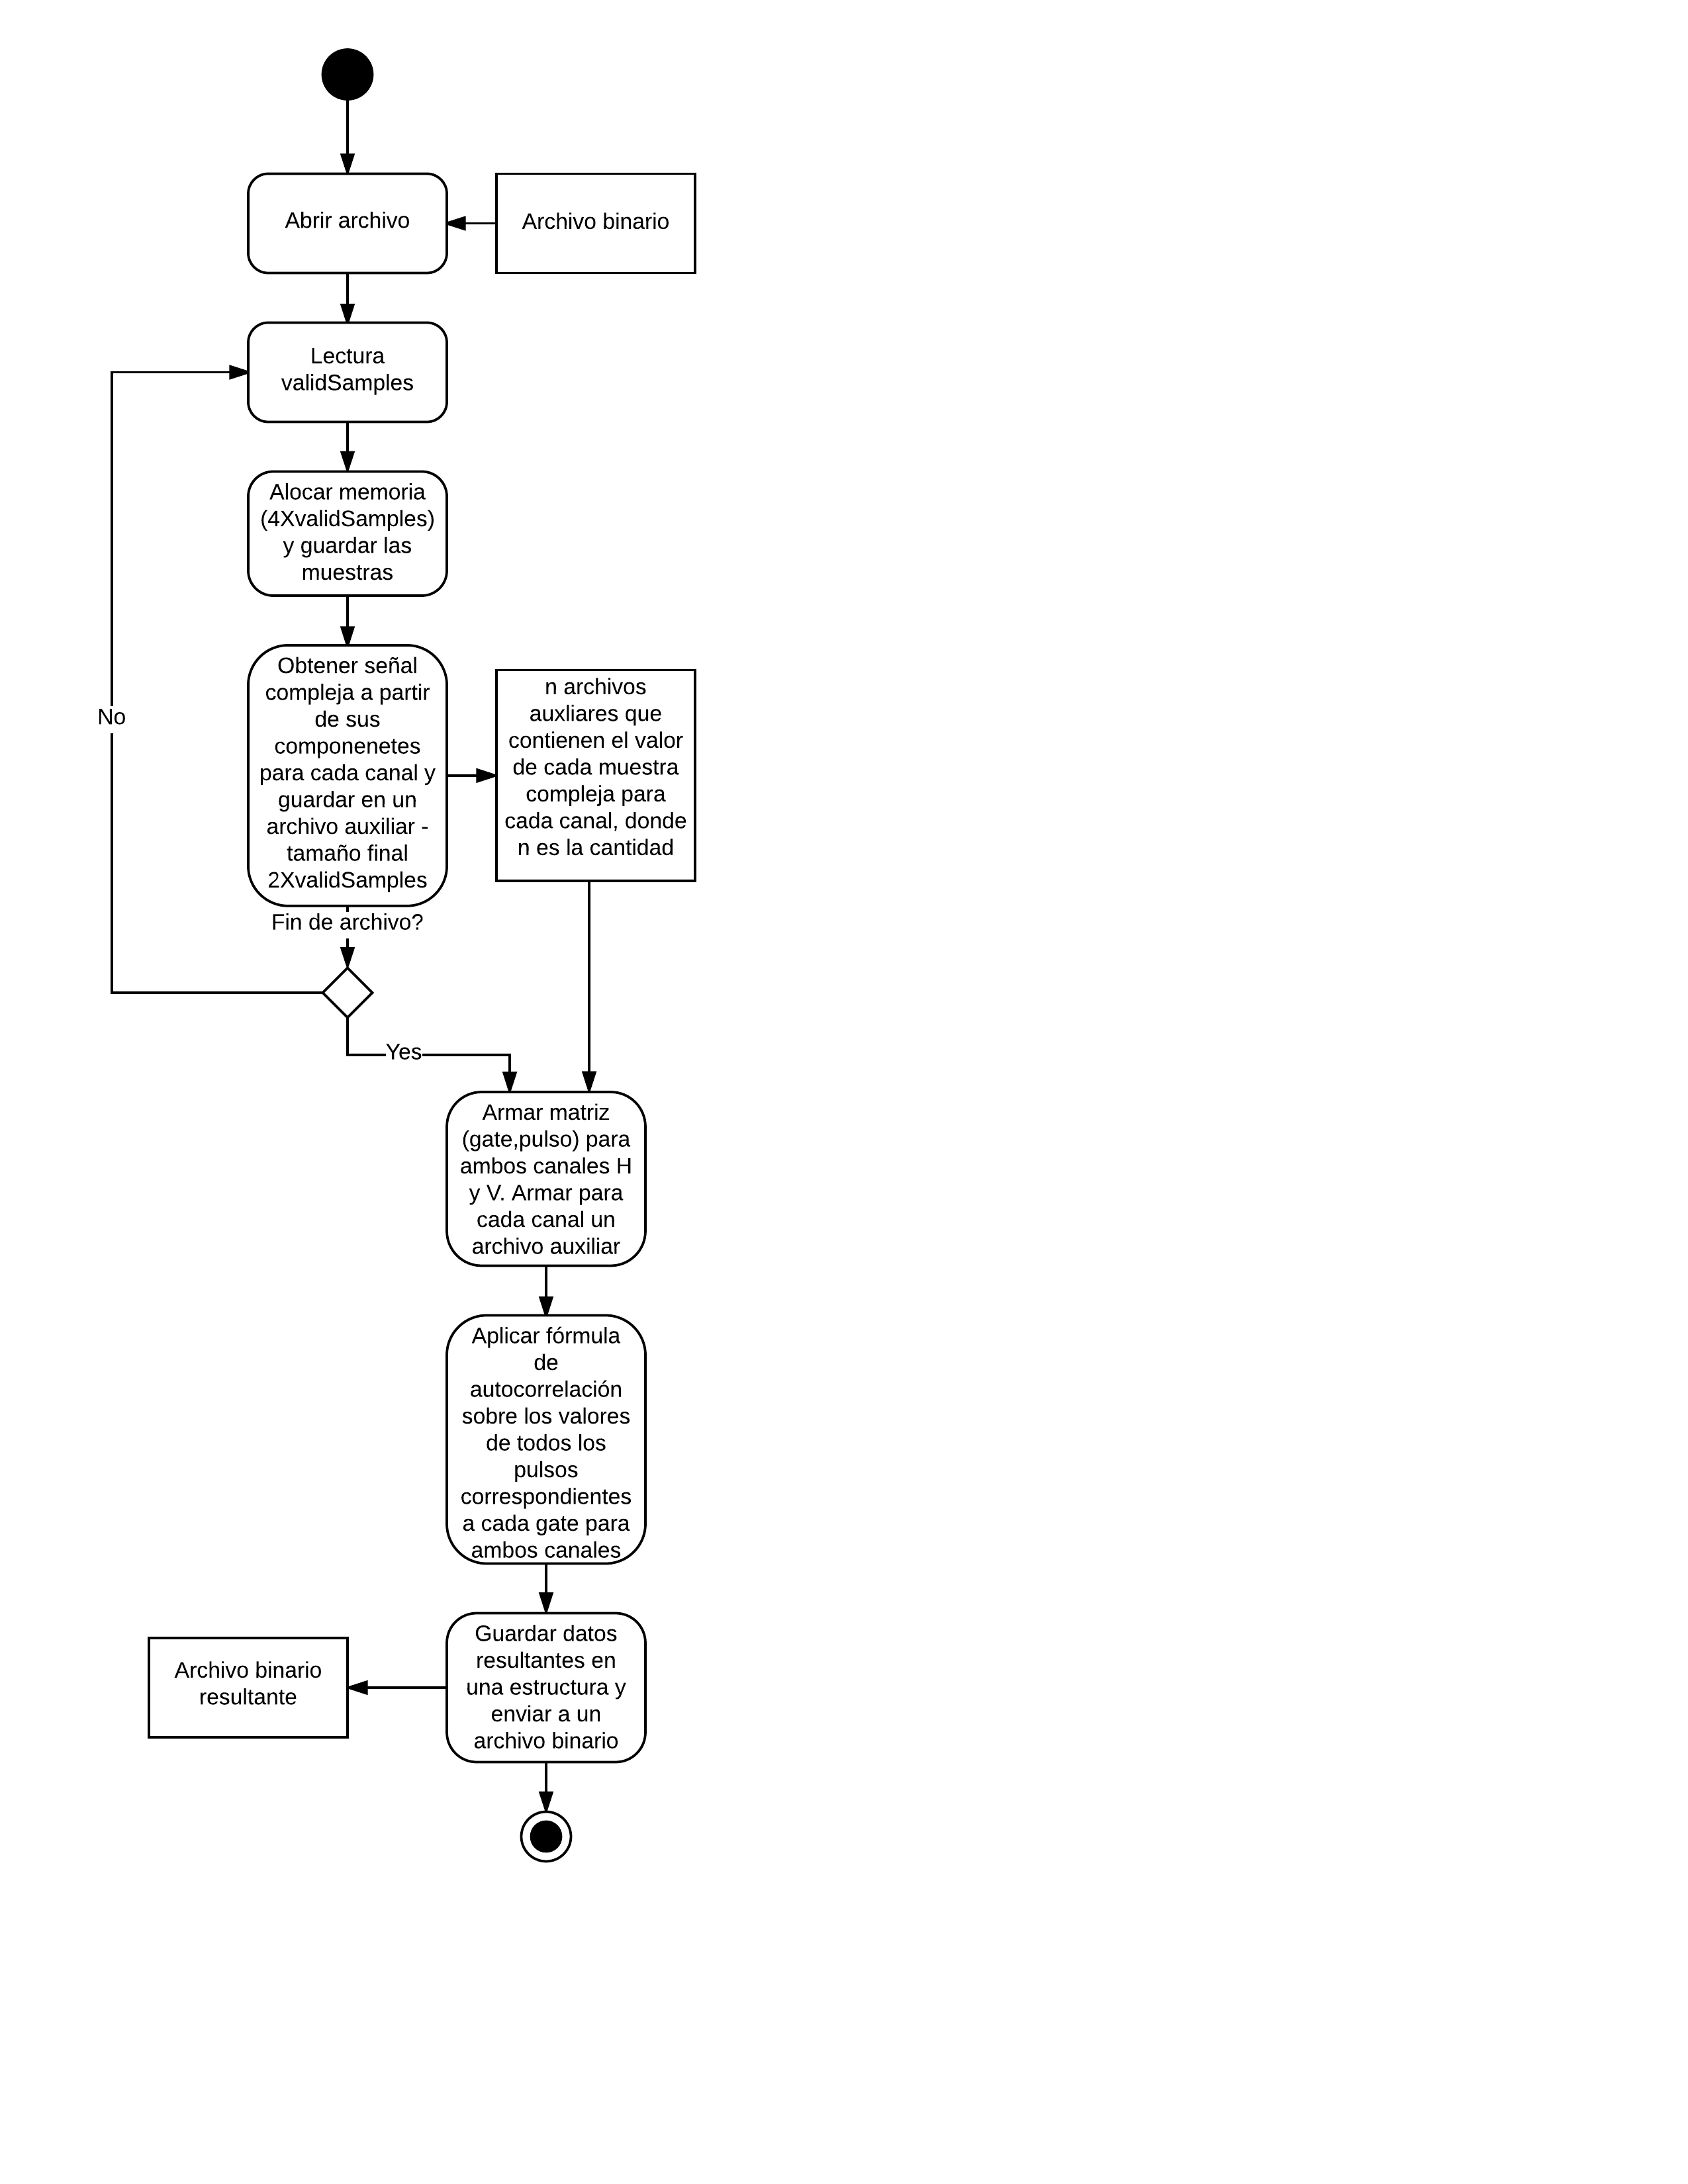 Abrir archivo
Archivo binario
Lectura
validSamples
Alocar memoria
(4XvalidSamples)
y guardar las
muestras
Obtener señal
compleja a partir
de sus
componenetes
para cada canal y
guardar en un
archivo auxiliar -
tamaño final
2XvalidSamples
n archivos
auxliares que
contienen el valor
de cada muestra
compleja para
cada canal, donde
n es la cantidad
No
Fin de archivo?
Yes
Armar matriz
(gate,pulso) para
ambos canales H
y V. Armar para
cada canal un
archivo auxiliar
Aplicar fórmula
de
autocorrelación
sobre los valores
de todos los
pulsos
correspondientes
a cada gate para
ambos canales
Guardar datos
resultantes en
una estructura y
enviar a un
archivo binario
Archivo binario
resultante